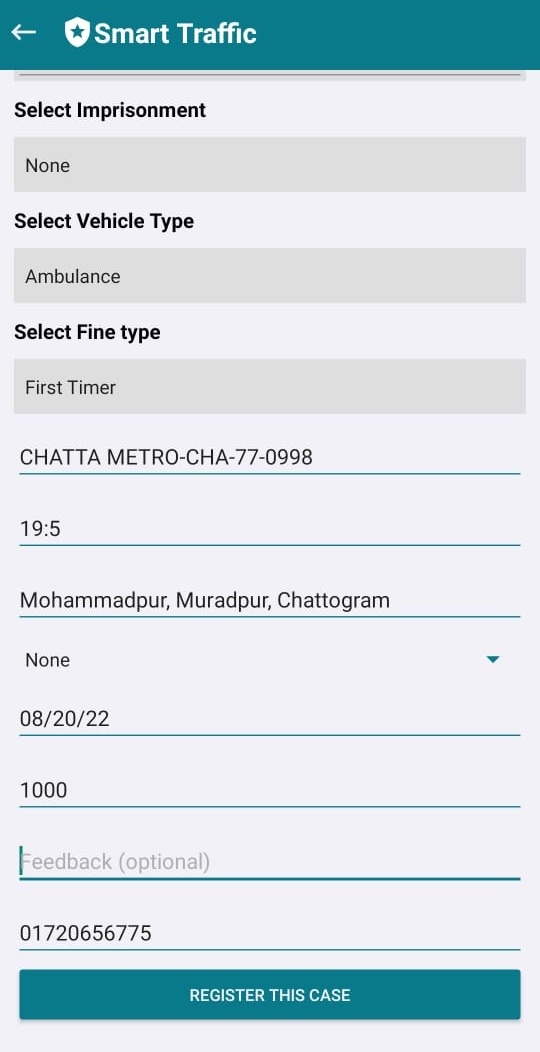 Smart Traffic
Select Imprisonment
None
Select Vehicle Type
Ambulance
Select Fine type
First Timer
CHATTA METRO-CHA-77-0998
19:5
Mohammadpur, Muradpur, Chattogram
None
08/20/22
1000
Feedback (optional)
01720656775
REGISTER THIS CASE